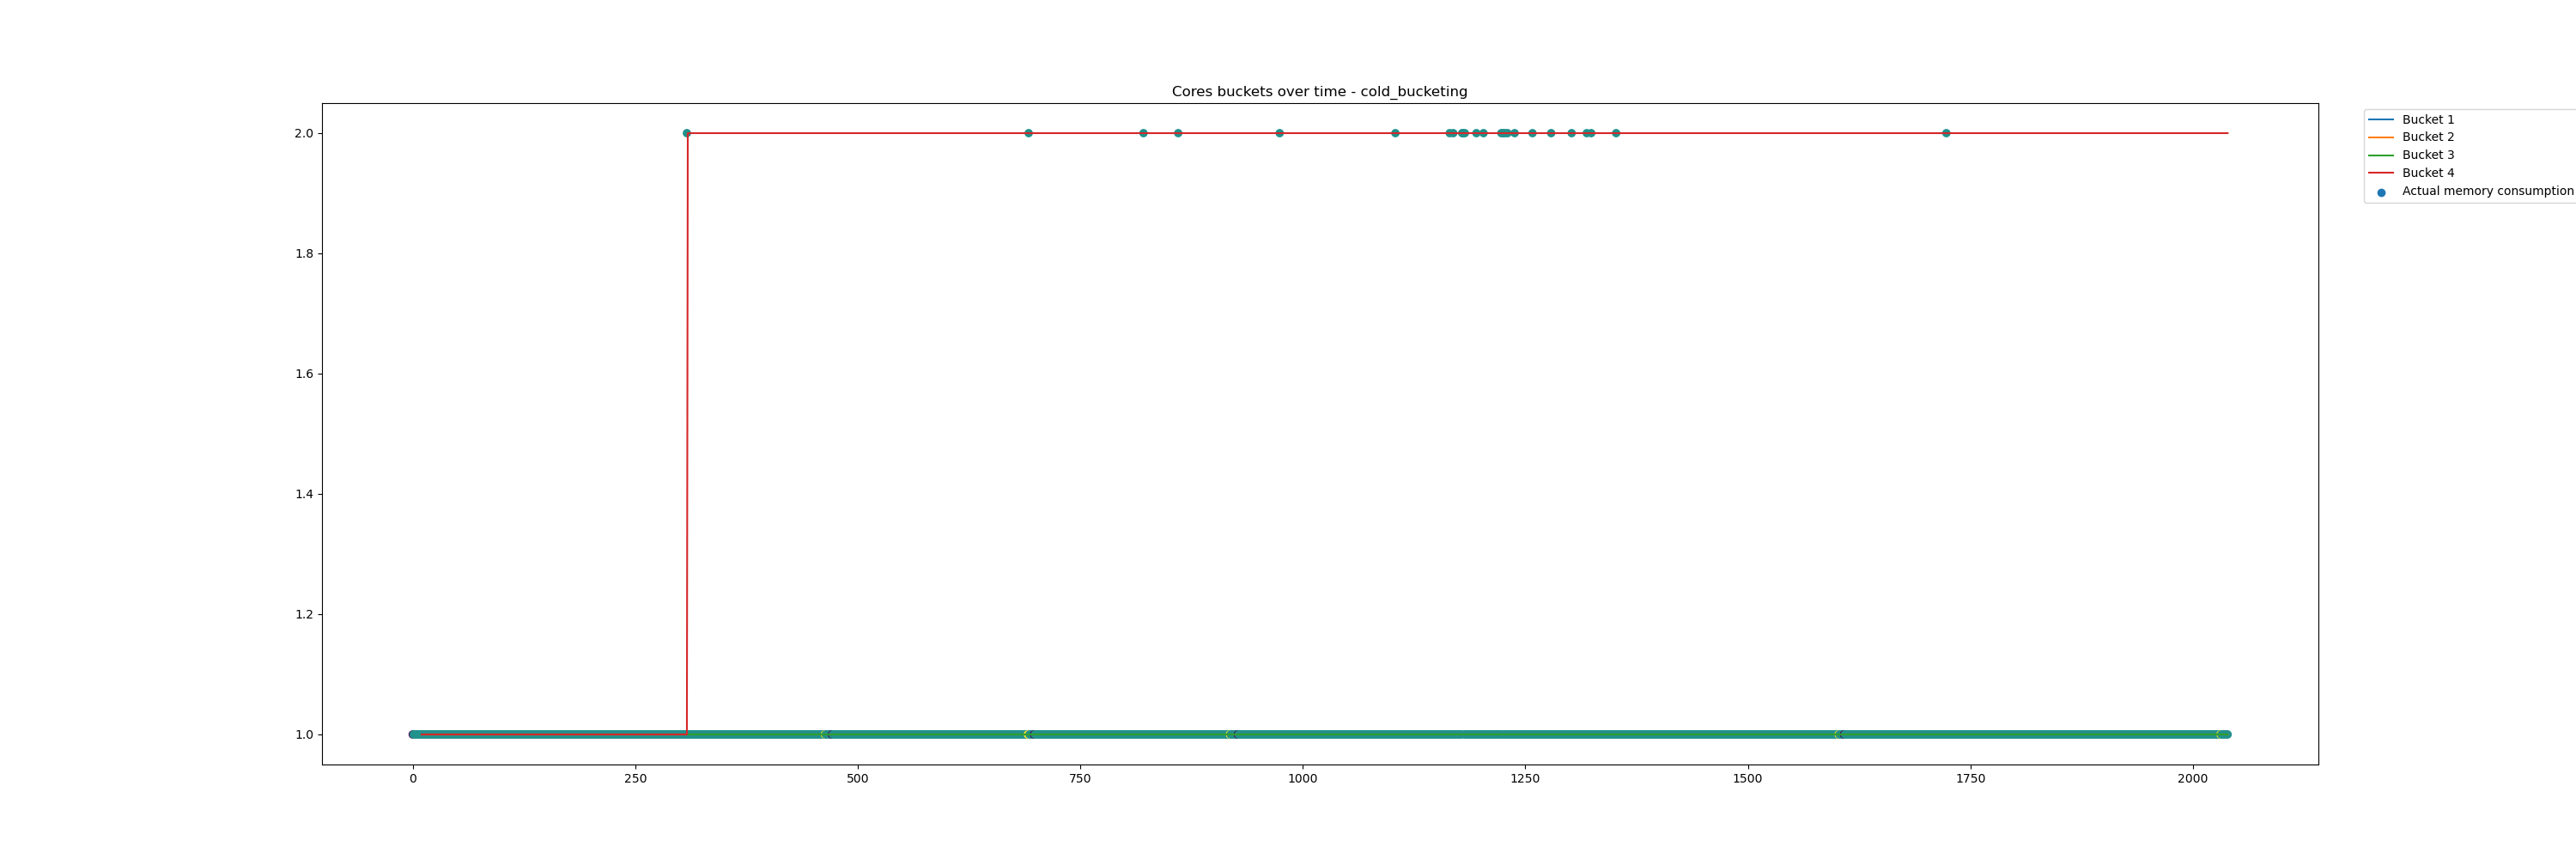 Cores buckets over time - cold_bucketing
2.0
1.8
1.6
1.4
1.2
1.0
0 250 500 750 1000 1250 1500 1750 2000
Bucket 1
Bucket 2
Bucket 3
Bucket 4
Actual memory consumption